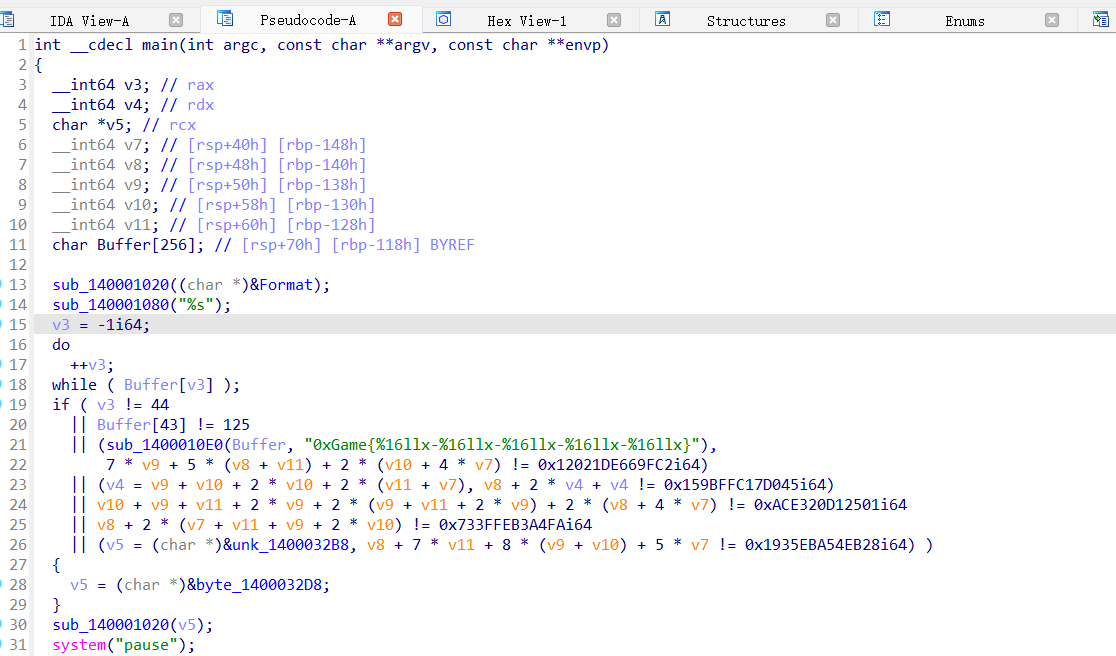 IDA View-A Pseudocode-A Hex View-1 Structures Enums
1 int __cdecl main(int argc, const char **argv, const char **envp)
2 {
3 __int64 v3; // rax
4 __int64 v4; // rdx
5 char *v5; // rcx
6 __int64 v7; // [rsp+40h] [rbp-148h]
7 __int64 v8; // [rsp+48h] [rbp-140h]
8 __int64 v9; // [rsp+50h] [rbp-138h]
9 __int64 v10; // [rsp+58h] [rbp-130h]
10 __int64 v11; // [rsp+60h] [rbp-128h]
11 char Buffer[256]; // [rsp+70h] [rbp-118h] BYREF
12
13 sub_140001020((char *)&Format);
14 sub_140001080("%s");
15 v3 = -1i64;
16 do
17 ++v3;
18 while ( Buffer[v3] );
19 if ( v3 != 44
20 || Buffer[43] != 125
21 || (sub_1400010E0(Buffer, "0xGame{%16llx-%16llx-%16llx-%16llx-%16llx}"),
22 7 * v9 + 5 * (v8 + v11) + 2 * (v10 + 4 * v7) != 0x12021DE669FC2i64)
23 || (v4 = v9 + v10 + 2 * v10 + 2 * (v11 + v7), v8 + 2 * v4 + v4 != 0x159BFFC17D045i64)
24 || v10 + v9 + v11 + 2 * v9 + 2 * (v9 + v11 + 2 * v9) + 2 * (v8 + 4 * v7) != 0xACE320D12501i64
25 || v8 + 2 * (v7 + v11 + v9 + 2 * v10) != 0x733FFEB3A4FAi64
26 || (v5 = (char *)&unk_1400032B8, v8 + 7 * v11 + 8 * (v9 + v10) + 5 * v7 != 0x1935EBA54EB28i64) )
27 {
28 v5 = (char *)&byte_1400032D8;
29 }
30 sub_140001020(v5);
31 system("pause");